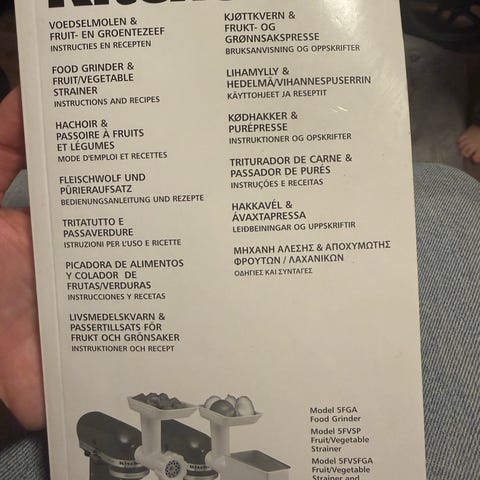 VOEDSELMOLEN &
FRUIT- EN GROENTEZEEF
INSTRUCTIES EN RECEPTEN
FOOD GRINDER &
FRUIT/VEGETABLE
STRAINER
INSTRUCTIONS AND RECIPES
HACHOIR &
PASSOIRE À FRUITS
ET LÉGUMES
MODE D'EMPLOI ET RECETTES
FLEISCHWOLF UND
PÜRIERAUFSATZ
BEDIENUNGSANLEITUNG UND REZEPTE
TRITATUTTO E
PASSAVERDURE
ISTRUZIONI PER L'USO E RICETTE
PICADORA DE ALIMENTOS
Y COLADOR DE
FRUTAS/VERDURAS
INSTRUCCIONES Y RECETAS
LIVSMEDELSKVARN &
PASSERTILLSATS FÖR
FRUKT OCH GRÖNSAKER
INSTRUKTIONER OCH RECEPT
KJØTTKVERN &
FRUKT- OG
GRØNNSAKSPRESSE
BRUKSANVISNING OG OPPSKRIFTER
LIHAMYLLY &
HEDELMÄ/VIHANNESPUSERRIN
KÄYTTOHJEET JA RESEPTIT
KØDHAKKER &
PURÉPRESSE
INSTRUKTIONER OG OPSKRIFTER
TRITURADOR DE CARNE &
PASSADOR DE PURÉS
INSTRUÇÕES E RECEITAS
HAKKAVÉL &
ÁVAXTAPRESSA
LEIÐBEININGAR OG UPPSKRIFTIR
ΜΗΧΑΝΗ ΑΛΕΣΗΣ & ΑΠΟΧΥΜΩΤΗΣ
ΦΡΟΥΤΩΝ / ΛΑΧΑΝΙΚΩΝ
ΟΔΗΓΙΕΣ ΚΑΙ ΣΥΝΤΑΓΕΣ
Model 5FGA
Food Grinder
Model 5FVSP
Fruit/Vegetable
Strainer
Model 5FVSFGA
Fruit/Vegetable
Strainer and